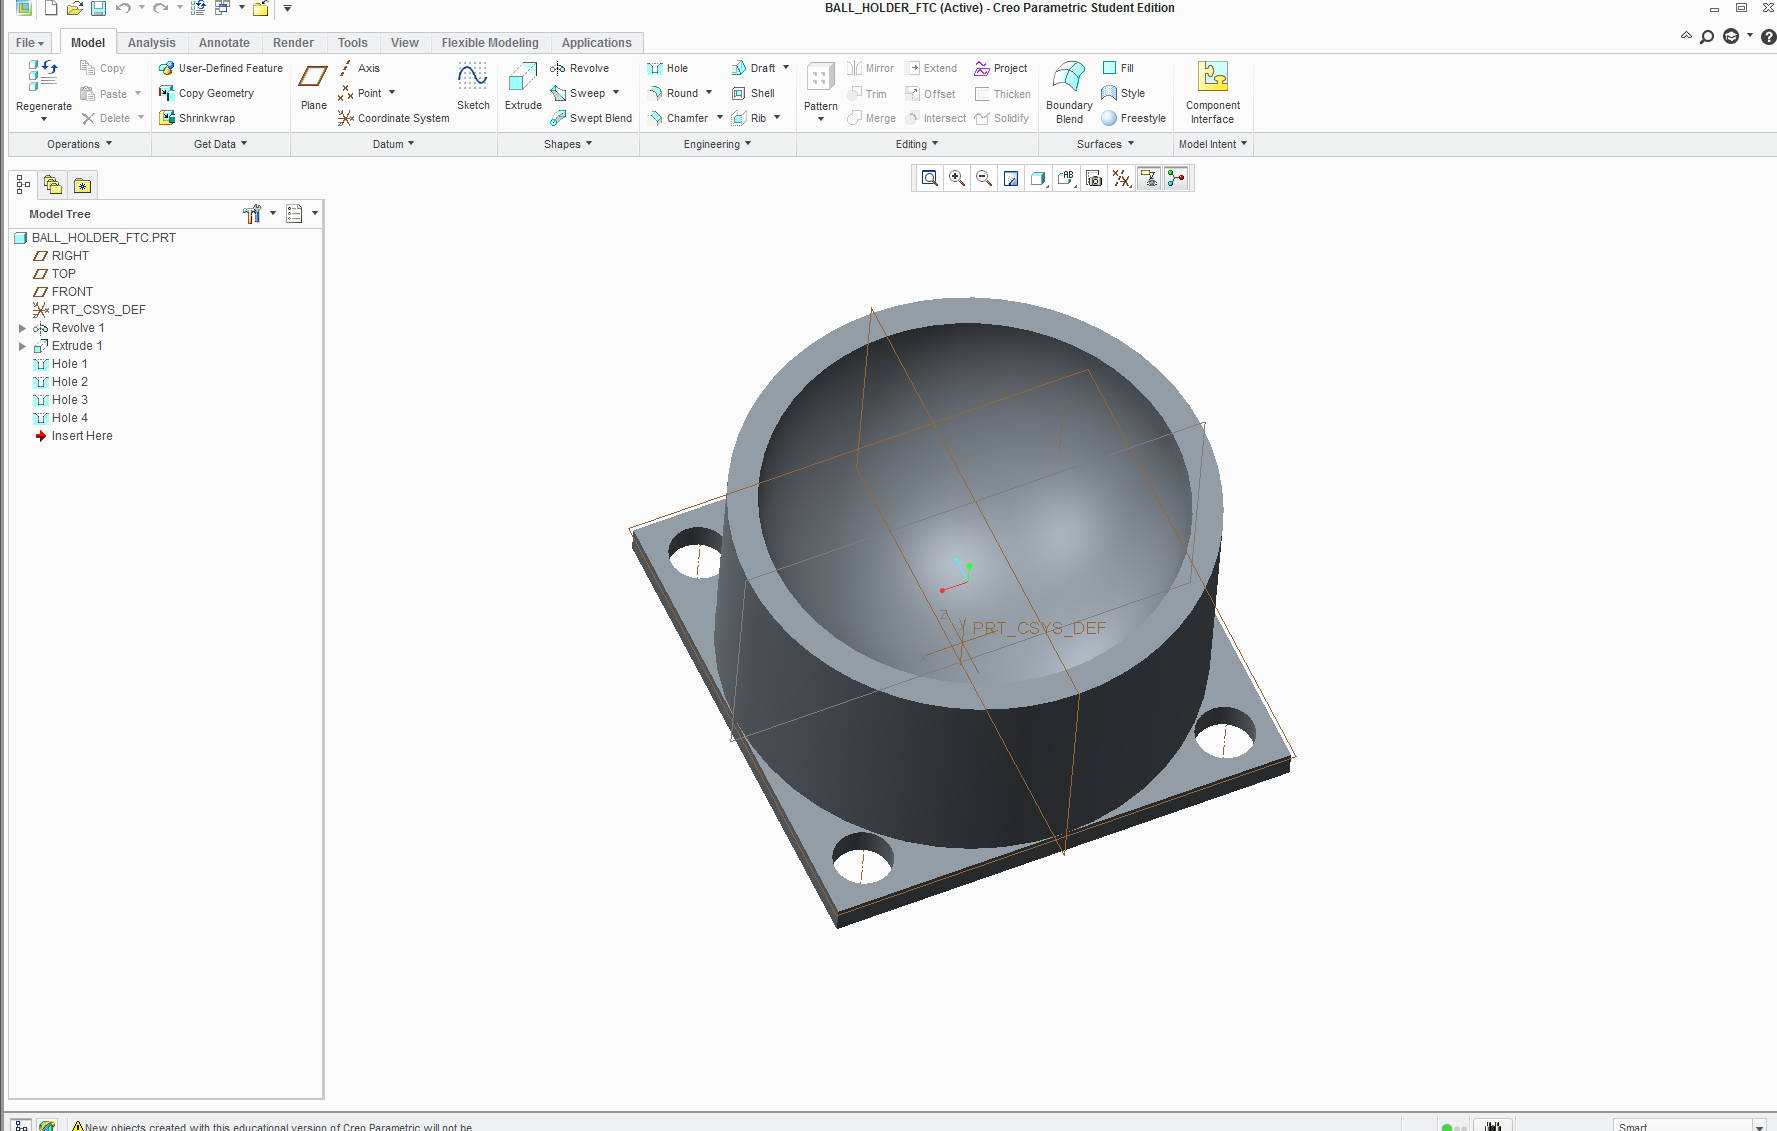 BALL_HOLDER_FTC (Active) - Creo Parametric Student Edition
File Model Analysis Annotate Render Tools View Flexible Modeling Applications
Regenerate
Copy
Paste
Delete
Operations
User-Defined Feature
Copy Geometry
Shrinkwrap
Get Data
Plane
Axis
Point
Coordinate System
Sketch
Datum
Extrude
Revolve
Sweep
Swept Blend
Shapes
Hole
Round
Chamfer
Draft
Shell
Rib
Engineering
Pattern
Mirror
Trim
Merge
Extend
Offset
Intersect
Project
Thicken
Solidify
Editing
Boundary
Blend
Fill
Style
Freestyle
Surfaces
Component
Interface
Model Intent
Model Tree
BALL_HOLDER_FTC.PRT
RIGHT
TOP
FRONT
PRT_CSYS_DEF
Revolve 1
Extrude 1
Hole 1
Hole 2
Hole 3
Hole 4
Insert Here
PRT_CSYS_DEF
New objects created with this educational version of Creo Parametric will not be
Smart